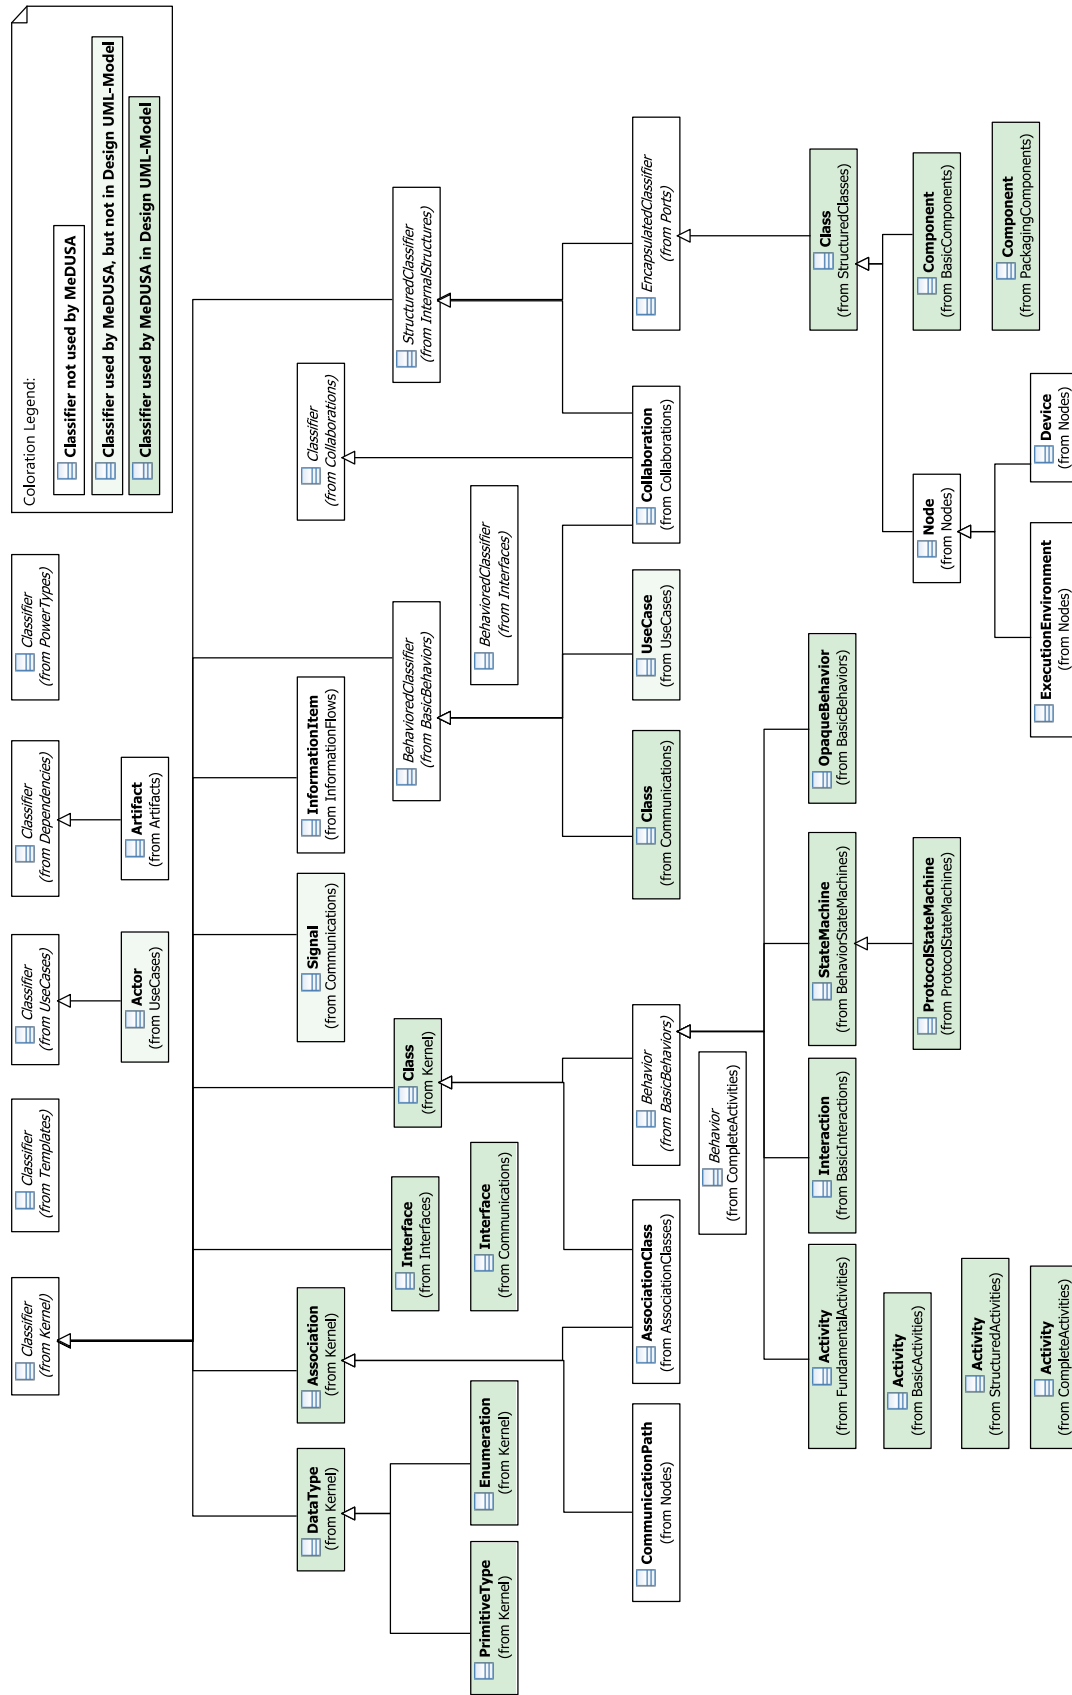 Classifier
(from Kernel)
Classifier
(from Templates)
Classifier
(from UseCases)
Classifier
(from Dependencies)
Classifier
(from PowerTypes)
Coloration Legend:
Classifier not used by MeDUSA
Classifier used by MeDUSA, but not in Design UML-Model
Classifier used by MeDUSA in Design UML-Model
Actor
(from UseCases)
Artifact
(from Artifacts)
DataType
(from Kernel)
Association
(from Kernel)
Signal
(from Communications)
InformationItem
(from InformationFlows)
Classifier
(from Collaborations)
Interface
(from Interfaces)
Class
(from Kernel)
BehavioredClassifier
(from BasicBehaviors)
StructuredClassifier
(from InternalStructures)
PrimitiveType
(from Kernel)
Enumeration
(from Kernel)
Interface
(from Communications)
BehavioredClassifier
(from Interfaces)
CommunicationPath
(from Nodes)
AssociationClass
(from AssociationClasses)
Behavior
(from BasicBehaviors)
Class
(from Communications)
UseCase
(from UseCases)
Collaboration
(from Collaborations)
EncapsulatedClassifier
(from Ports)
Behavior
(from CompleteActivities)
Activity
(from FundamentalActivities)
Interaction
(from BasicInteractions)
StateMachine
(from BehaviorStateMachines)
OpaqueBehavior
(from BasicBehaviors)
Class
(from StructuredClasses)
Activity
(from BasicActivities)
ProtocolStateMachine
(from ProtocolStateMachines)
Node
(from Nodes)
Component
(from BasicComponents)
Activity
(from StructuredActivities)
Component
(from PackagingComponents)
Activity
(from CompleteActivities)
ExecutionEnvironment
(from Nodes)
Device
(from Nodes)